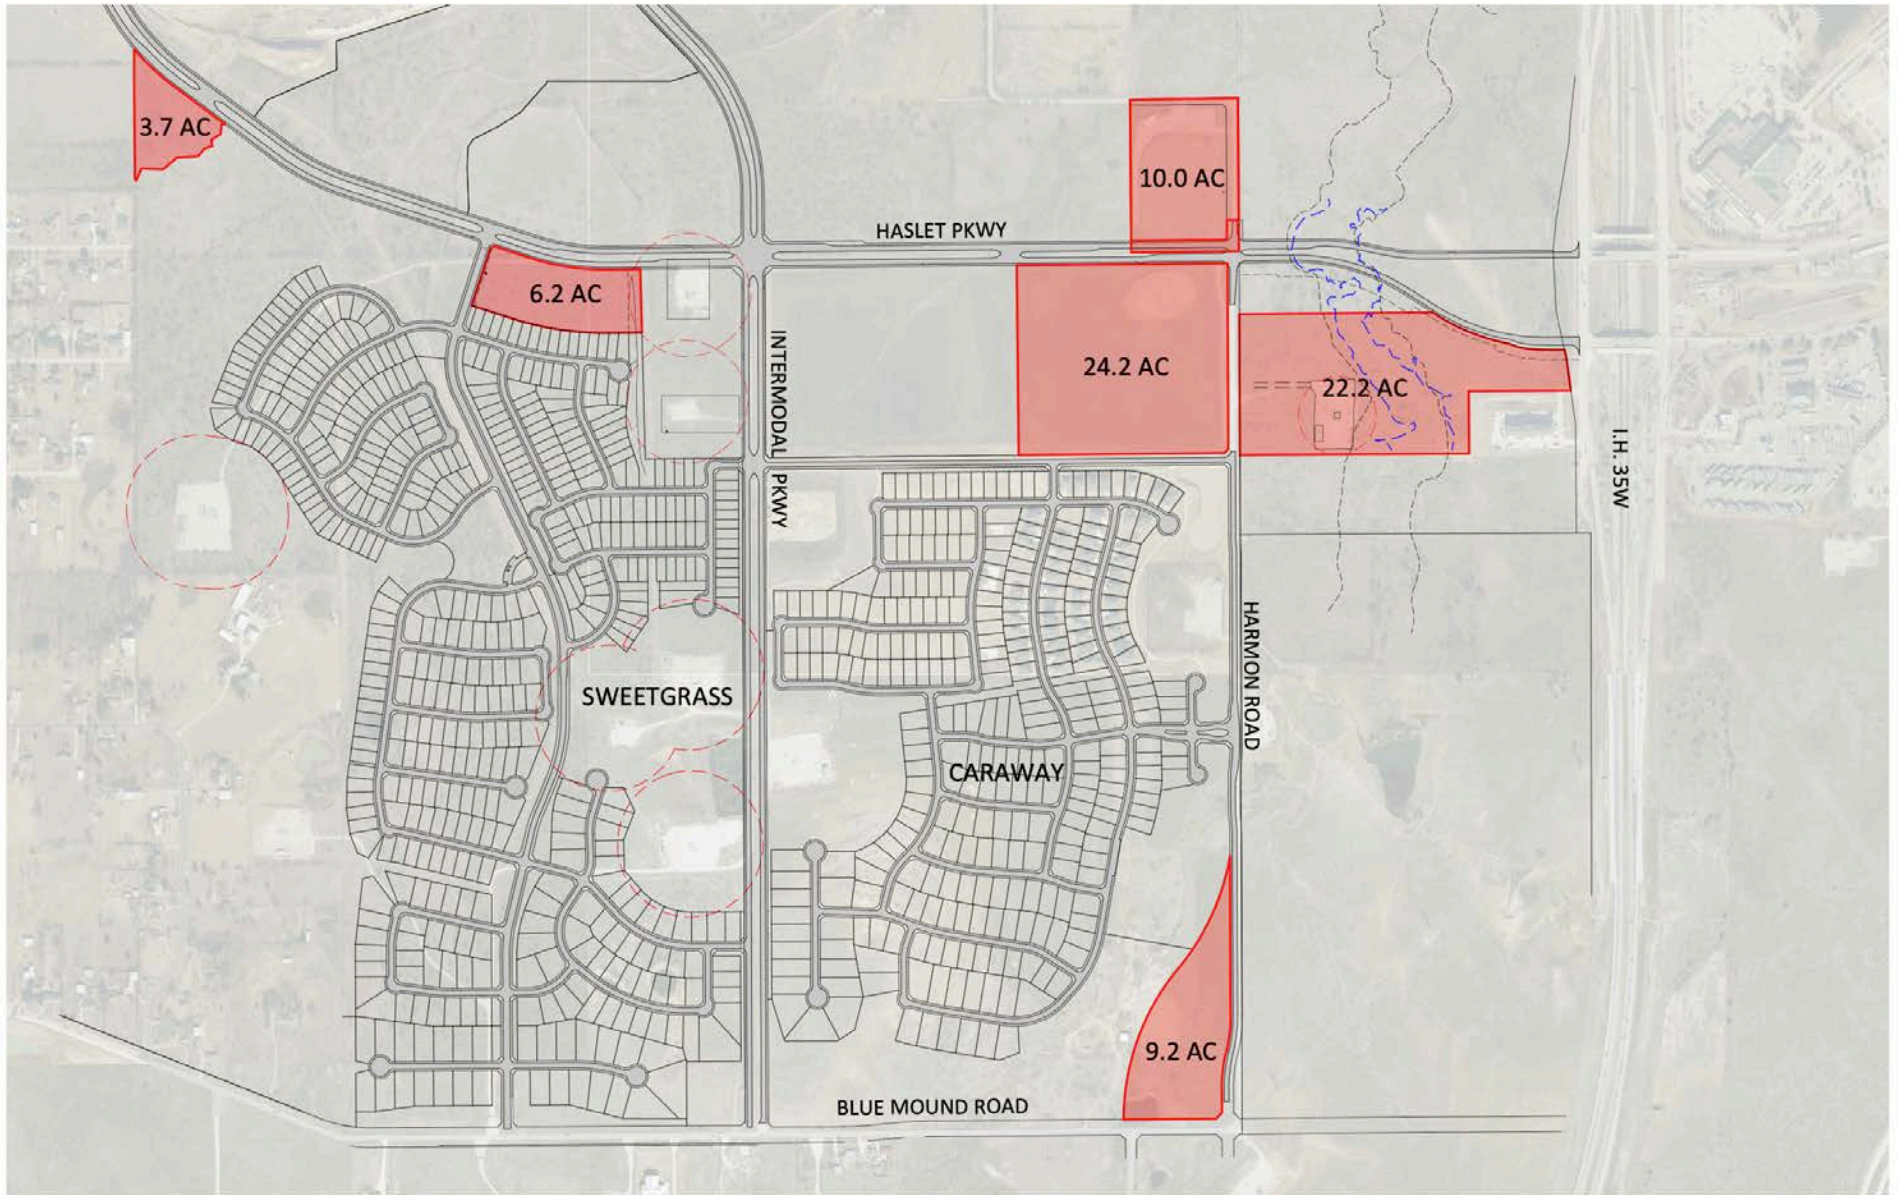 3.7 AC
10.0 AC
HASLET PKWY
6.2 AC
24.2 AC
22.2 AC
INTERMODAL PKWY
I.H. 35W
HARMON ROAD
SWEETGRASS
CARAWAY
9.2 AC
BLUE MOUND ROAD